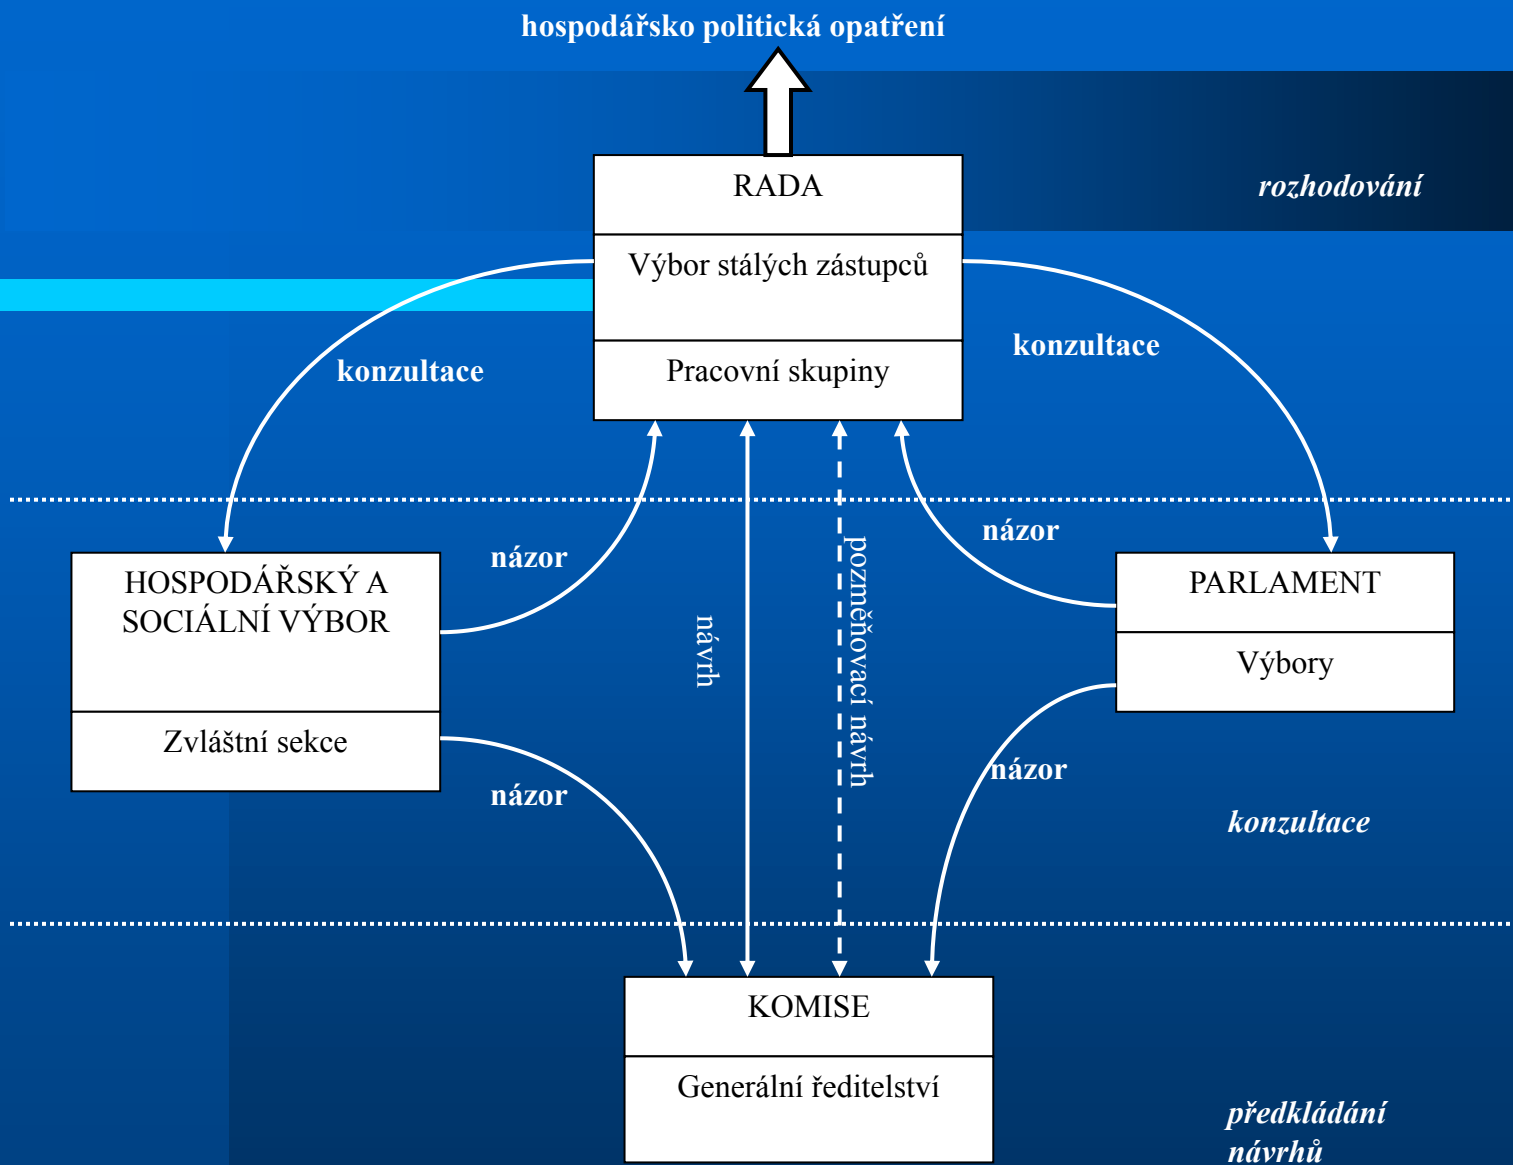 hospodářsko politická opatření
RADA
rozhodování
Výbor stálých zástupců
konzultace
konzultace
Pracovní skupiny
názor
názor
HOSPODÁŘSKÝ A
SOCIÁLNÍ VÝBOR
návrh
pozměňovací návrh
PARLAMENT
Výbory
Zvláštní sekce
názor
názor
konzultace
KOMISE
Generální ředitelství
předkládání
návrhů